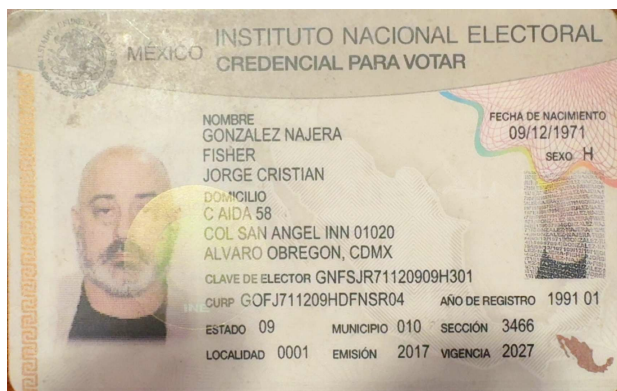 MÉXICO
INSTITUTO NACIONAL ELECTORAL
CREDENCIAL PARA VOTAR
NOMBRE
GONZALEZ NAJERA
FISHER
JORGE CRISTIAN
FECHA DE NACIMIENTO
09/12/1971
SEXO H
DOMICILIO
C AIDA 58
COL SAN ANGEL INN 01020
ALVARO OBREGON, CDMX
CLAVE DE ELECTOR GNFSJR71120909H301
CURP GOFJ711209HDFNSR04 AÑO DE REGISTRO 1991 01
ESTADO 09 MUNICIPIO 010 SECCIÓN 3466
LOCALIDAD 0001 EMISIÓN 2017 VIGENCIA 2027